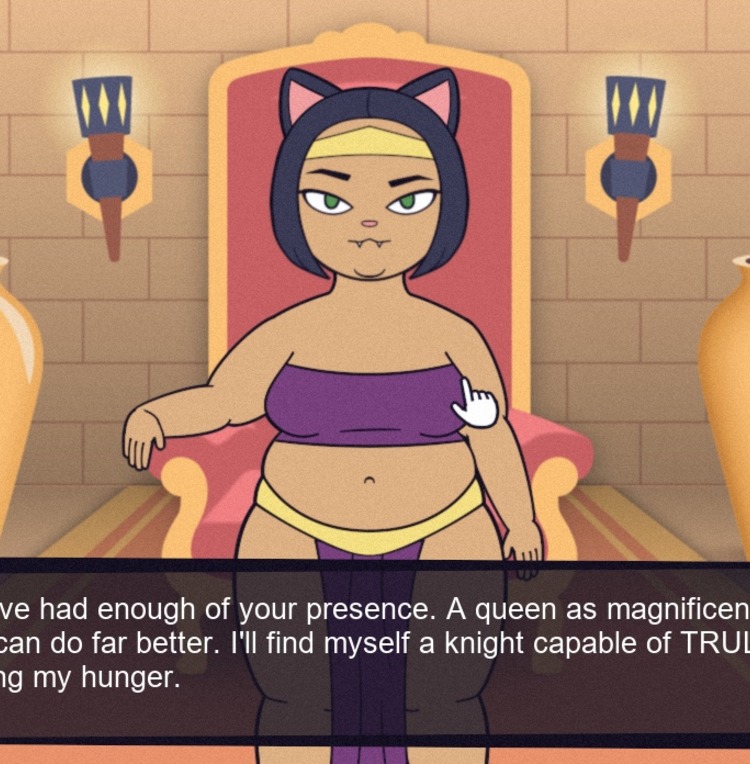 ve had enough of your presence. A queen as magnificen
can do far better. I'll find myself a knight capable of TRUL
ng my hunger.